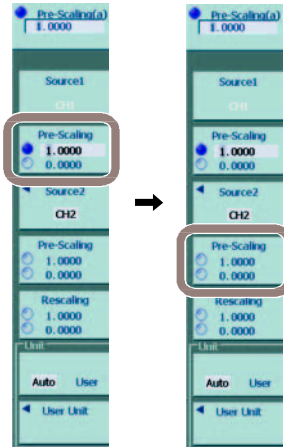 Pre-Scaling(a)
1.0000
Source1
CH1
Pre-Scaling
1.0000
0.0000
Source2
CH2
Pre-Scaling
1.0000
0.0000
Rescaling
1.0000
0.0000
Unit
Auto User
User Unit
Pre-Scaling(a)
1.0000
Source1
CH1
Pre-Scaling
1.0000
0.0000
Source2
CH2
Pre-Scaling
1.0000
0.0000
Rescaling
1.0000
0.0000
Unit
Auto User
User Unit